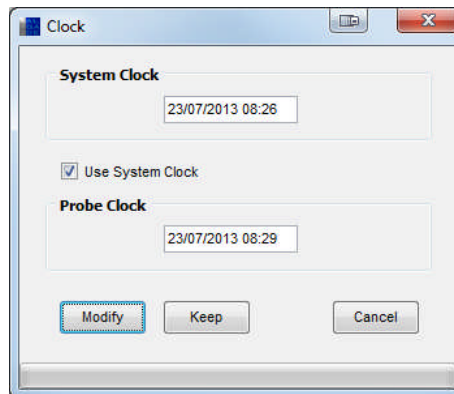 Clock
System Clock
23/07/2013 08:26
Use System Clock
Probe Clock
23/07/2013 08:29
Modify Keep Cancel